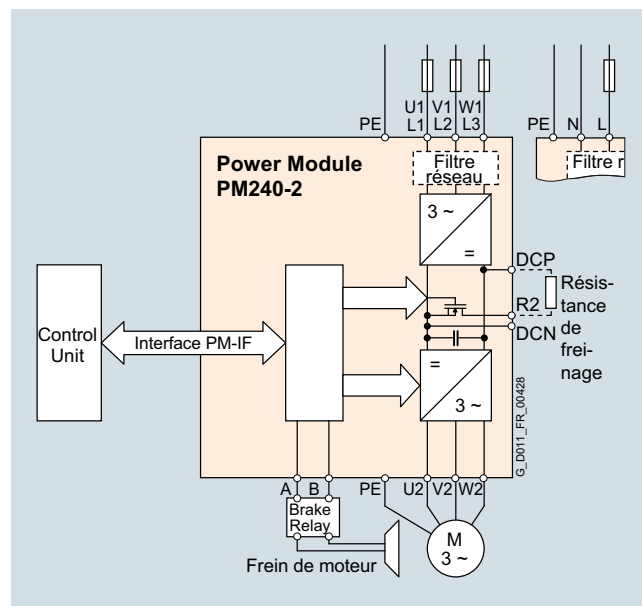 U1 V1 W1
PE L1 L2 L3
PE N L
Power Module
PM240-2
Filtre
réseau
Filtre r
3 ~
=
DCP
R2
DCN
Résis-
tance
de
frei-
nage
Control
Unit
Interface PM-IF
=
3 ~
G_D011_FR_00428
A B PE U2 V2 W2
Brake
Relay
M
3 ~
Frein de moteur